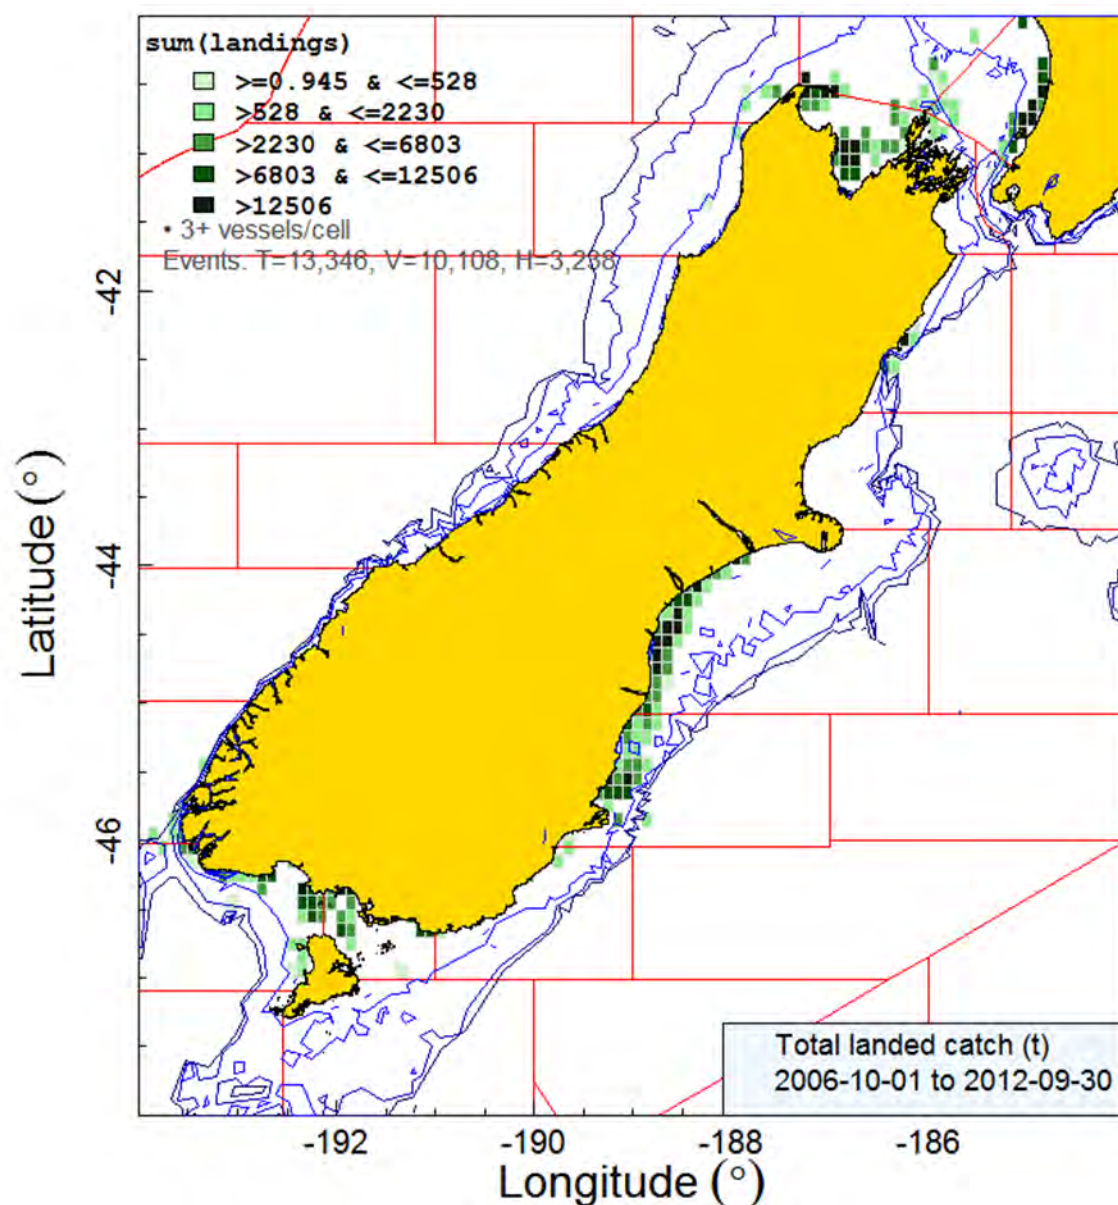 sum(landings)
>=0.945 & <=528
>528 & <=2230
>2230 & <=6803
>6803 & <=12506
>12506
• 3+ vessels/cell
Events. T=13,346, V=10,108, H=3,238
-42
-44
-46
Latitude (°)
Total landed catch (t)
2006-10-01 to 2012-09-30
-192 -190 -188 -186
Longitude (°)